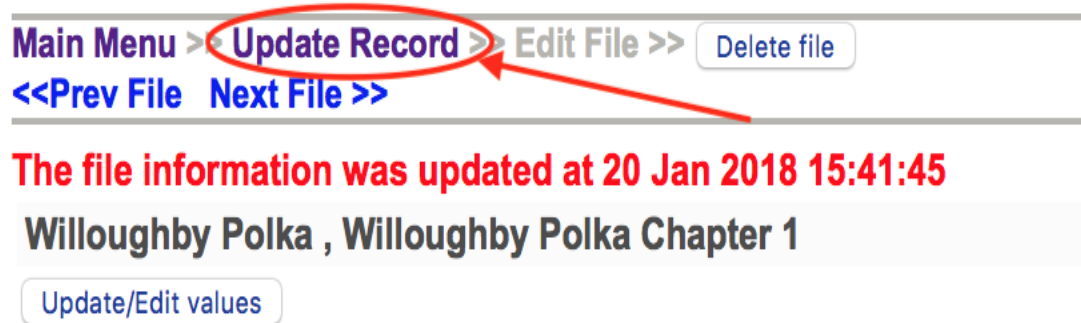 Main Menu >> Update Record >> Edit File >> Delete file
<<Prev File Next File >>
The file information was updated at 20 Jan 2018 15:41:45
Willoughby Polka , Willoughby Polka Chapter 1
Update/Edit values